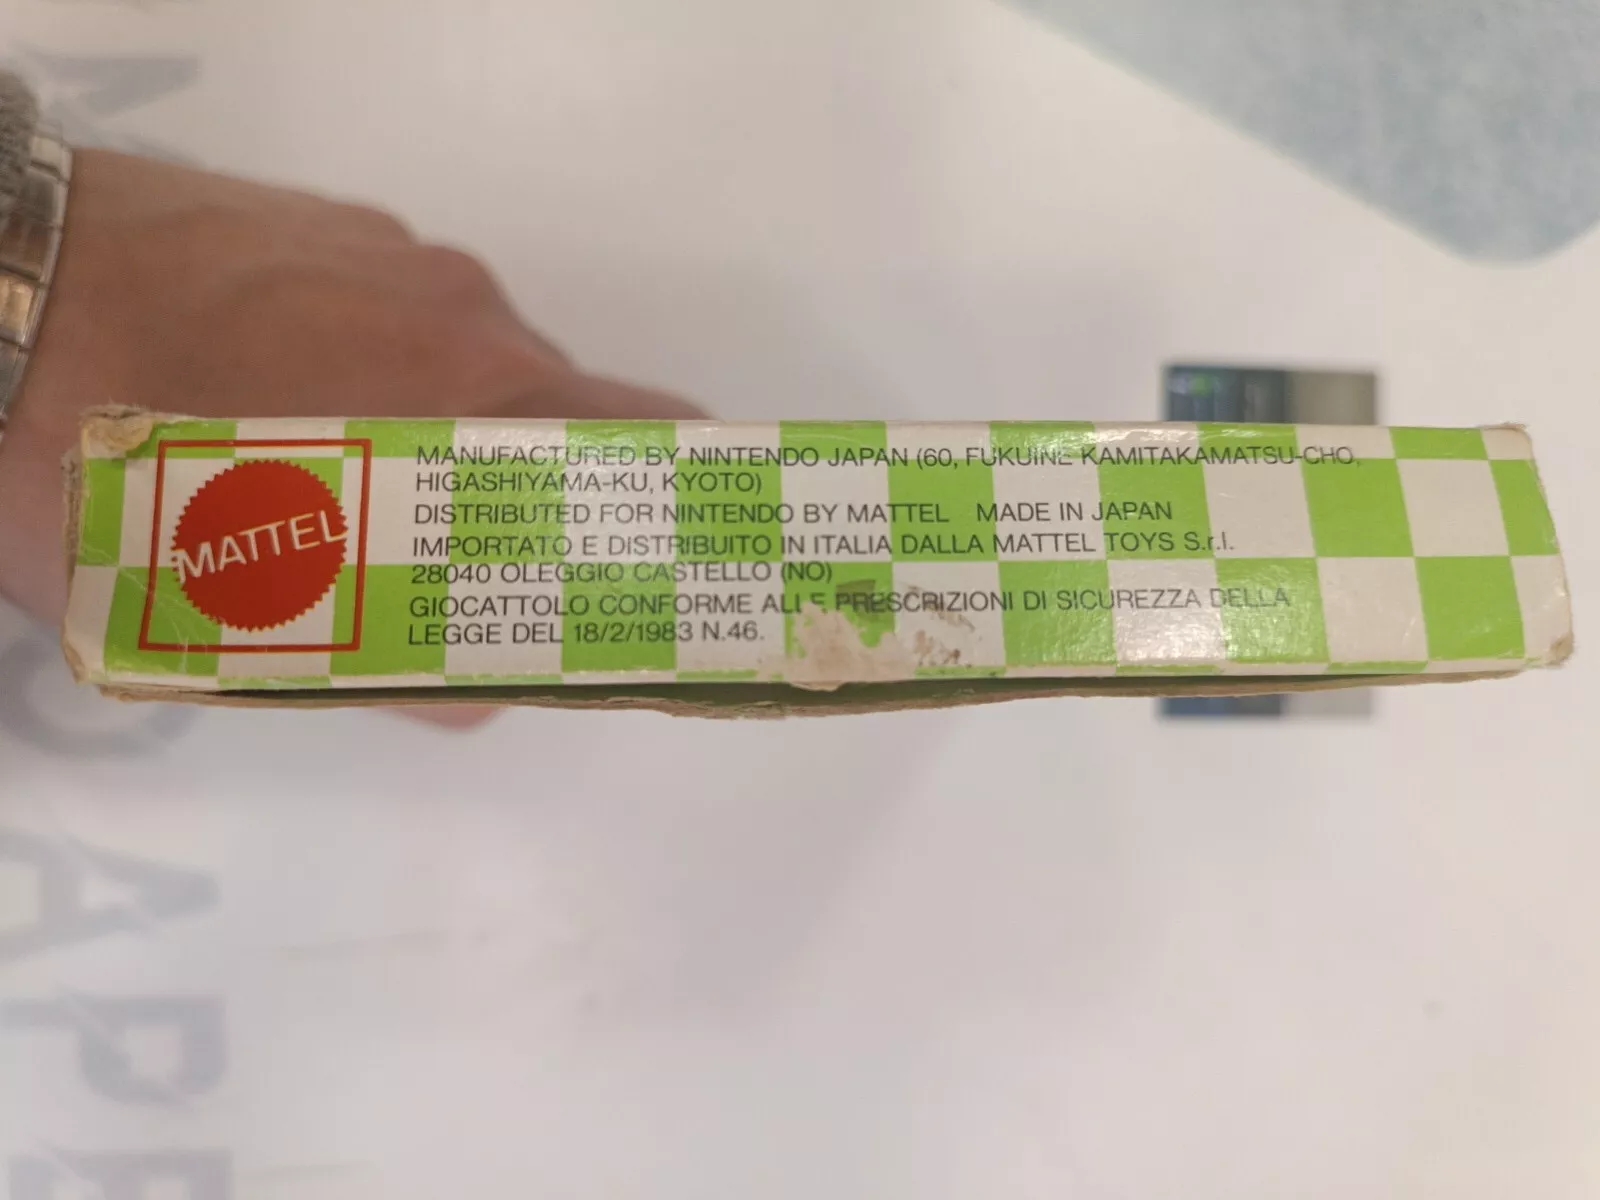 MATTEL
MANUFACTURED BY NINTENDO JAPAN (60, FUKUINE KAMITAKAMATSU-CHO,
HIGASHIYAMA-KU, KYOTO)
DISTRIBUTED FOR NINTENDO BY MATTEL MADE IN JAPAN
IMPORTATO E DISTRIBUITO IN ITALIA DALLA MATTEL TOYS S.r.l.
28040 OLEGGIO CASTELLO (NO)
GIOCATTOLO CONFORME ALLE PRESCRIZIONI DI SICUREZZA DELLA
LEGGE DEL 18/2/1983 N.46.